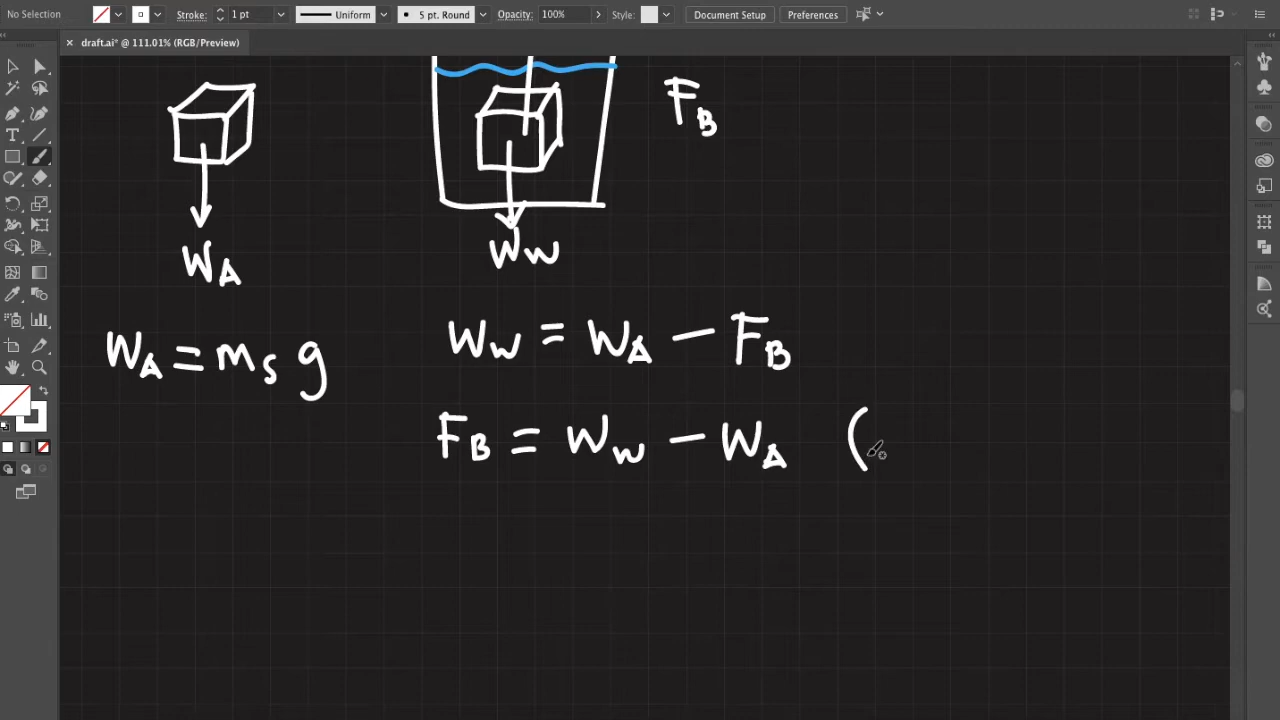 No Selection Stroke: 1 pt Uniform 5 pt. Round Opacity: 100% Style: Document Setup Preferences
× draft.ai* @ 111.01% (RGB/Preview)
F_B
W_A
W_W
W_W = W_A - F_B
W_A = m_s g
F_B = W_W - W_A (